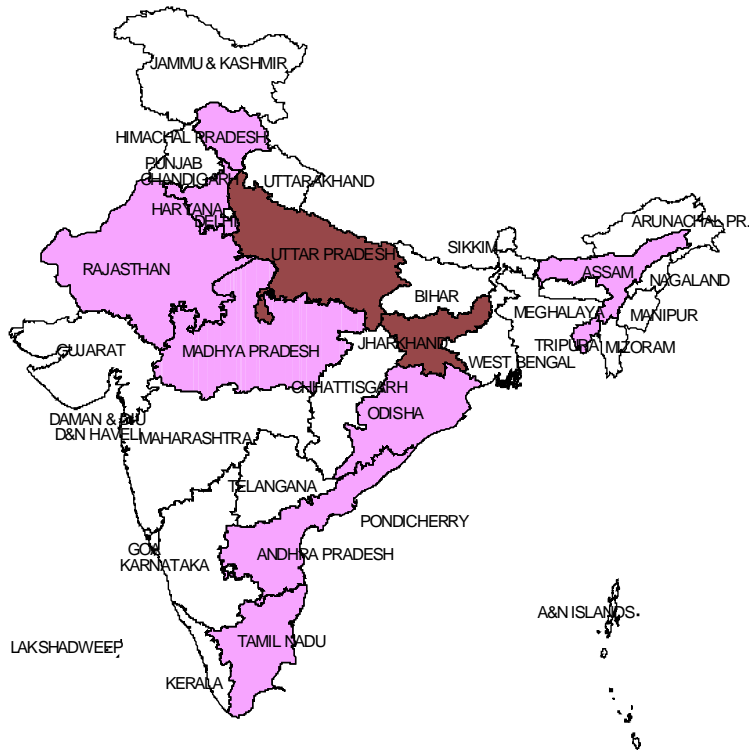 JAMMU & KASHMIR
HIMACHAL PRADESH
PUNJAB
CHANDIGARH
UTTARAKHAND
HARYANA
DELHI
ARUNACHAL PR.
UTTAR PRADESH
SIKKIM
RAJASTHAN
ASSAM
NAGALAND
BIHAR
MEGHALAYA
MANIPUR
GUJARAT
MADHYA PRADESH
JHARKHAND
TRIPURA
MIZORAM
WEST BENGAL
CHHATTISGARH
ODISHA
DAMAN & DIU
D&N HAVELI
MAHARASHTRA
TELANGANA
PONDICHERRY
GOA
KARNATAKA
ANDHRA PRADESH
A&N ISLANDS
LAKSHADWEEP
TAMIL NADU
KERALA